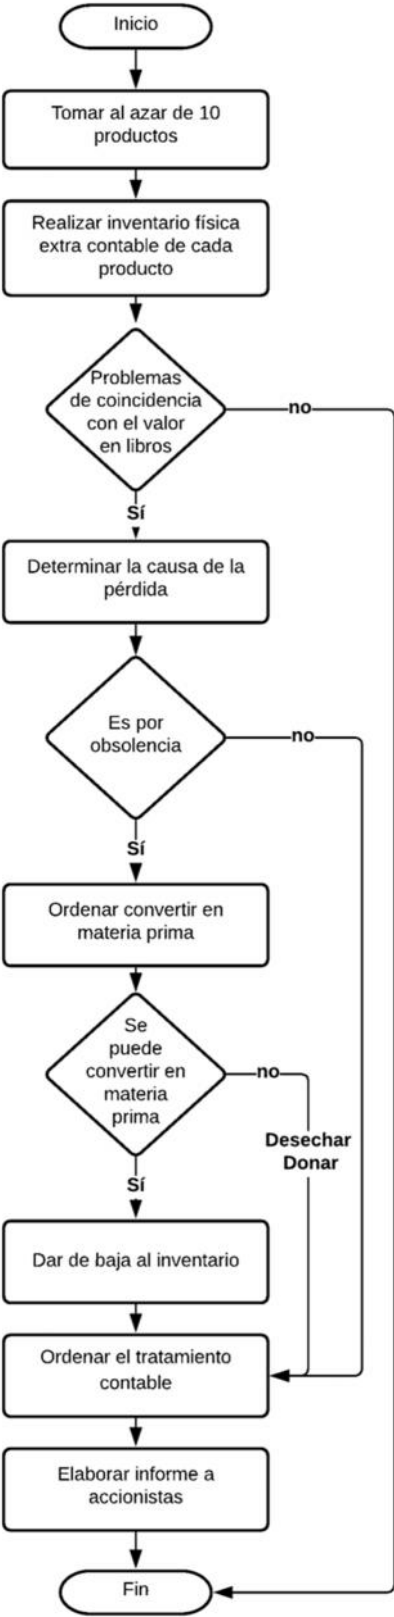 Inicio
Tomar al azar de 10
productos
Realizar inventario física
extra contable de cada
producto
Problemas
de coincidencia
con el valor
en libros
no
Sí
Determinar la causa de la
pérdida
Es por
obsolencia
no
Sí
Ordenar convertir en
materia prima
Se
puede
convertir en
materia
prima
no
Desechar
Donar
Sí
Dar de baja al inventario
Ordenar el tratamiento
contable
Elaborar informe a
accionistas
Fin